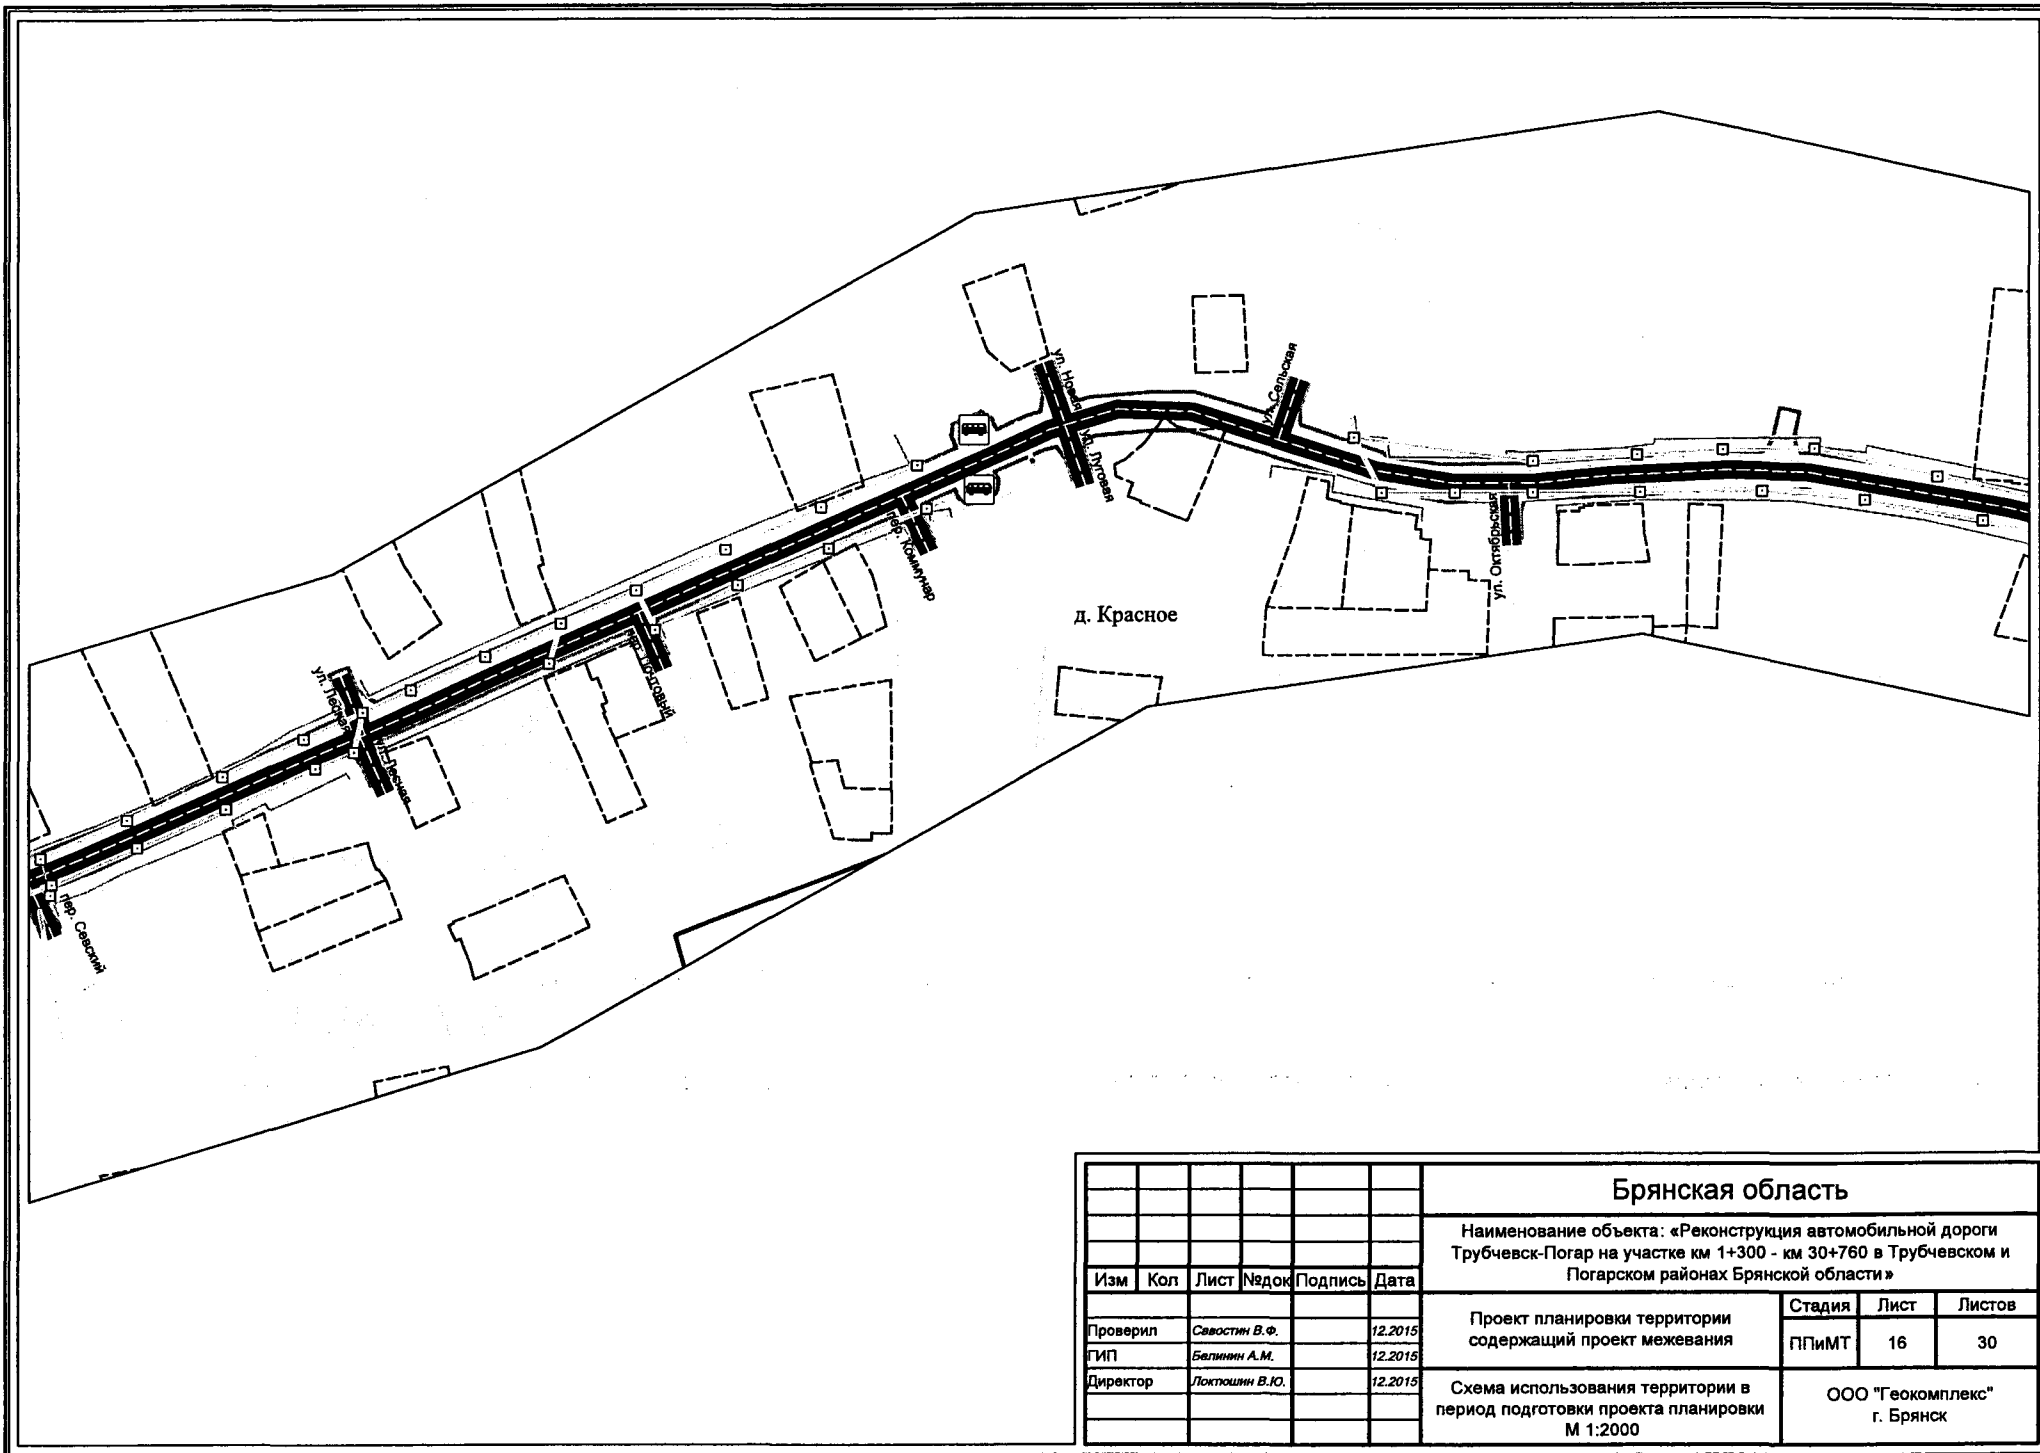 ул. Новая
ул. Сельская
ул. Луговая
ул. Октябрьская
пер. Коммунар
д. Красное
пр. Почтовый
ул. Лесная
ул. Лесная
пер. Севский
Брянская область
Наименование объекта: «Реконструкция автомобильной дороги
Трубчевск-Погар на участке км 1+300 - км 30+760 в Трубчевском и
Погарском районах Брянской области»
Изм Кол Лист №док Подпись Дата
Проект планировки территории
содержащий проект межевания
Стадия Лист Листов
ППиМТ 16 30
Проверил Савостин В.Ф. 12.2015
ГИП Белинин А.М. 12.2015
Директор Локтюшин В.Ю. 12.2015
Схема использования территории в
период подготовки проекта планировки
М 1:2000
ООО "Геокомплекс"
г. Брянск